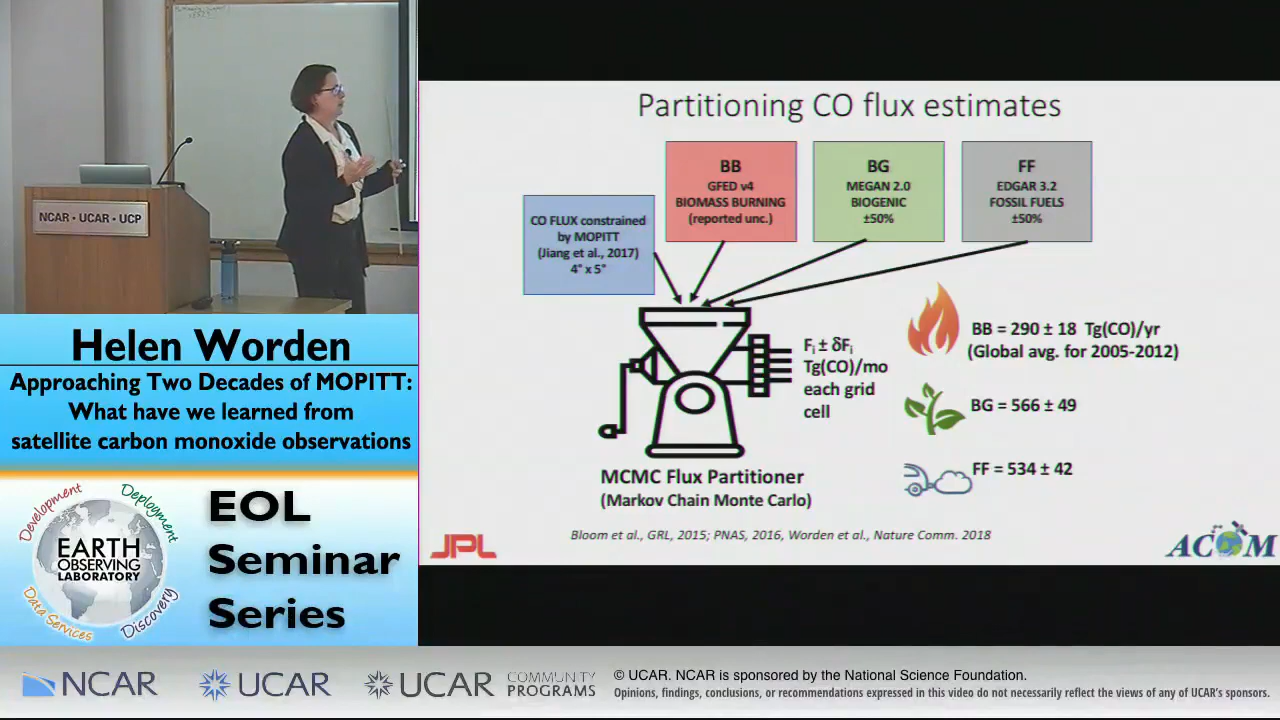 NCAR • UCAR • UCP
Helen Worden
Approaching Two Decades of MOPITT:
What have we learned from
satellite carbon monoxide observations
Development
Deployment
EARTH
OBSERVING
LABORATORY
Data Services
Discovery
EOL
Seminar
Series
Partitioning CO flux estimates
CO FLUX constrained
by MOPITT
(Jiang et al., 2017)
4° x 5°
BB
GFED v4
BIOMASS BURNING
(reported unc.)
BG
MEGAN 2.0
BIOGENIC
±50%
FF
EDGAR 3.2
FOSSIL FUELS
±50%
Fi ± δFi
Tg(CO)/mo
each grid
cell
BB = 290 ± 18 Tg(CO)/yr
(Global avg. for 2005-2012)
BG = 566 ± 49
FF = 534 ± 42
MCMC Flux Partitioner
(Markov Chain Monte Carlo)
Bloom et al., GRL, 2015; PNAS, 2016, Worden et al., Nature Comm. 2018
JPL
ACOM
NCAR
UCAR
UCAR
COMMUNITY
PROGRAMS
© UCAR. NCAR is sponsored by the National Science Foundation.
Opinions, findings, conclusions, or recommendations expressed in this video do not necessarily reflect the views of any of UCAR's sponsors.